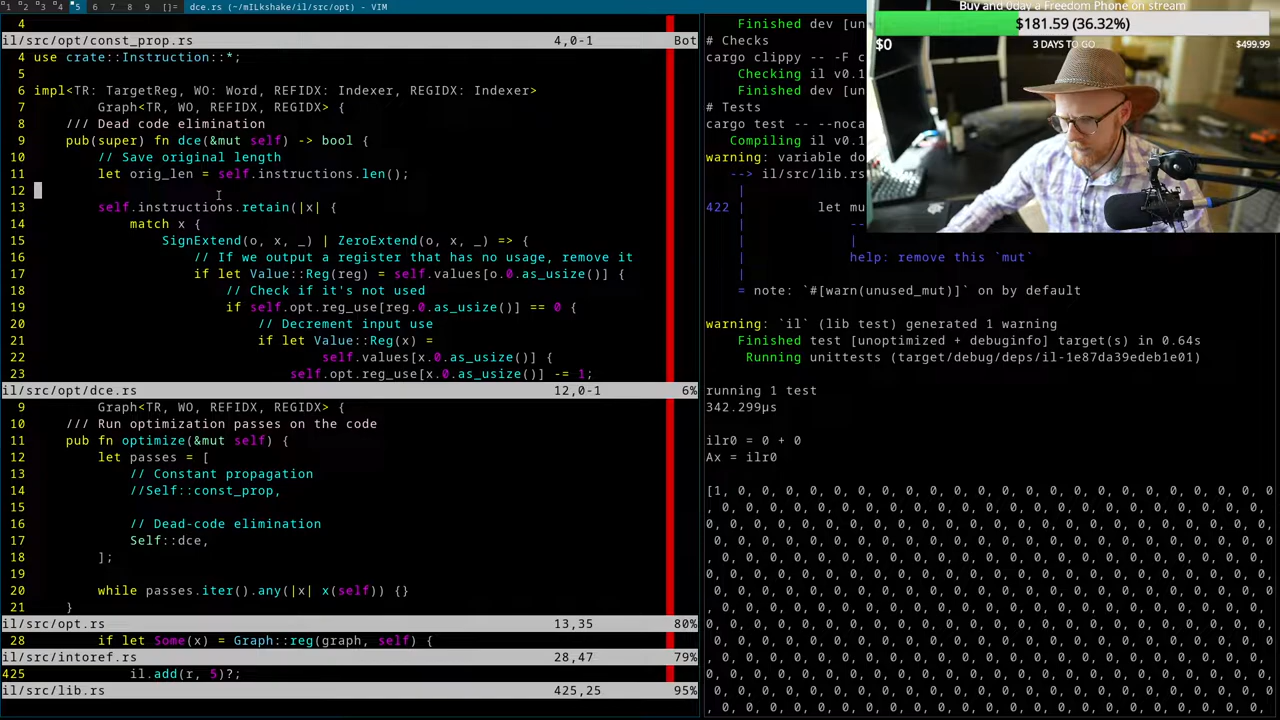 1 2 3 4 5 6 7 8 9 []= dce.rs (~/mILkshake/il/src/opt) - VIM
4
il/src/opt/const_prop.rs 4,0-1 Bot
4 use crate::Instruction::*;
5
6 impl<TR: TargetReg, WO: Word, REFIDX: Indexer, REGIDX: Indexer>
7 Graph<TR, WO, REFIDX, REGIDX> {
8 /// Dead code elimination
9 pub(super) fn dce(&mut self) -> bool {
10 // Save original length
11 let orig_len = self.instructions.len();
12
13 self.instructions.retain(|x| {
14 match x {
15 SignExtend(o, x, _) | ZeroExtend(o, x, _) => {
16 // If we output a register that has no usage, remove it
17 if let Value::Reg(reg) = self.values[o.0.as_usize()] {
18 // Check if it's not used
19 if self.opt.reg_use[reg.0.as_usize()] == 0 {
20 // Decrement input use
21 if let Value::Reg(x) =
22 self.values[x.0.as_usize()] {
23 self.opt.reg_use[x.0.as_usize()] -= 1;
il/src/opt/dce.rs 12,0-1 6%
9 Graph<TR, WO, REFIDX, REGIDX> {
10 /// Run optimization passes on the code
11 pub fn optimize(&mut self) {
12 let passes = [
13 // Constant propagation
14 //Self::const_prop,
15
16 // Dead-code elimination
17 Self::dce,
18 ];
19
20 while passes.iter().any(|x| x(self)) {}
21 }
il/src/opt.rs 13,35 80%
28 if let Some(x) = Graph::reg(graph, self) {
il/src/intoref.rs 28,47 79%
425 il.add(r, 5)?;
il/src/lib.rs 425,25 95%
Finished dev [un
# Checks
cargo clippy -- -F c
Checking il v0.1
Finished dev [un
# Tests
cargo test -- --noca
Compiling il v0.1
warning: variable do
--> il/src/lib.rs
|
422 | let mu
| --
| |
| help: remove this `mut`
|
= note: `#[warn(unused_mut)]` on by default
warning: `il` (lib test) generated 1 warning
Finished test [unoptimized + debuginfo] target(s) in 0.64s
Running unittests (target/debug/deps/il-1e87da39edeb1e01)
running 1 test
342.299µs
ilr0 = 0 + 0
Ax = ilr0
[1, 0, 0, 0, 0, 0, 0, 0, 0, 0, 0, 0, 0, 0, 0, 0, 0, 0, 0, 0, 0, 0, 0, 0
Buy and 0day a Freedom Phone on stream
$181.59 (36.32%)
$0 3 DAYS TO GO $499.99